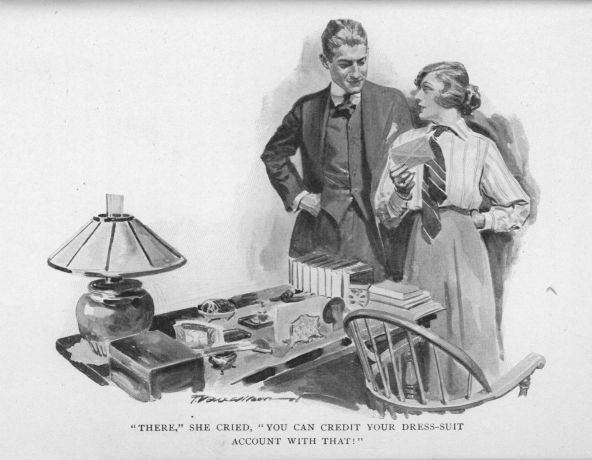 "THERE," SHE CRIED, "YOU CAN CREDIT YOUR DRESS-SUIT
ACCOUNT WITH THAT!"